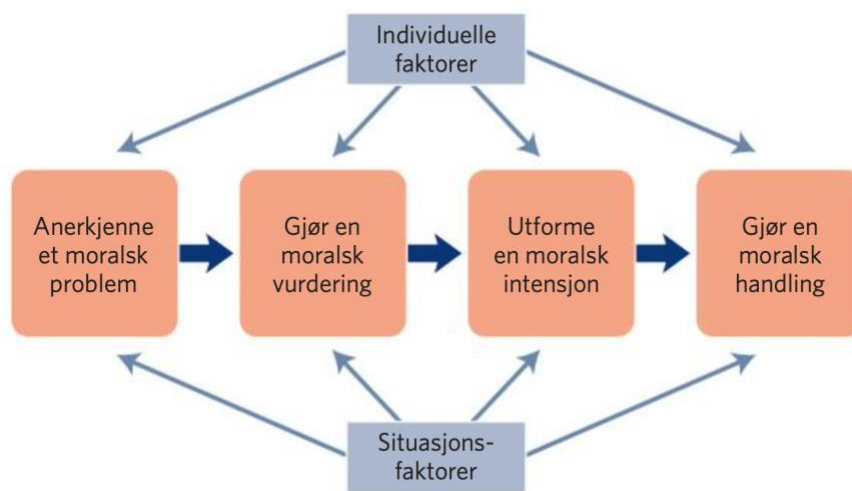 Individuelle
faktorer
Anerkjenne
et moralsk
problem
Gjør en
moralsk
vurdering
Utforme
en moralsk
intensjon
Gjør en
moralsk
handling
Situasjons-
faktorer